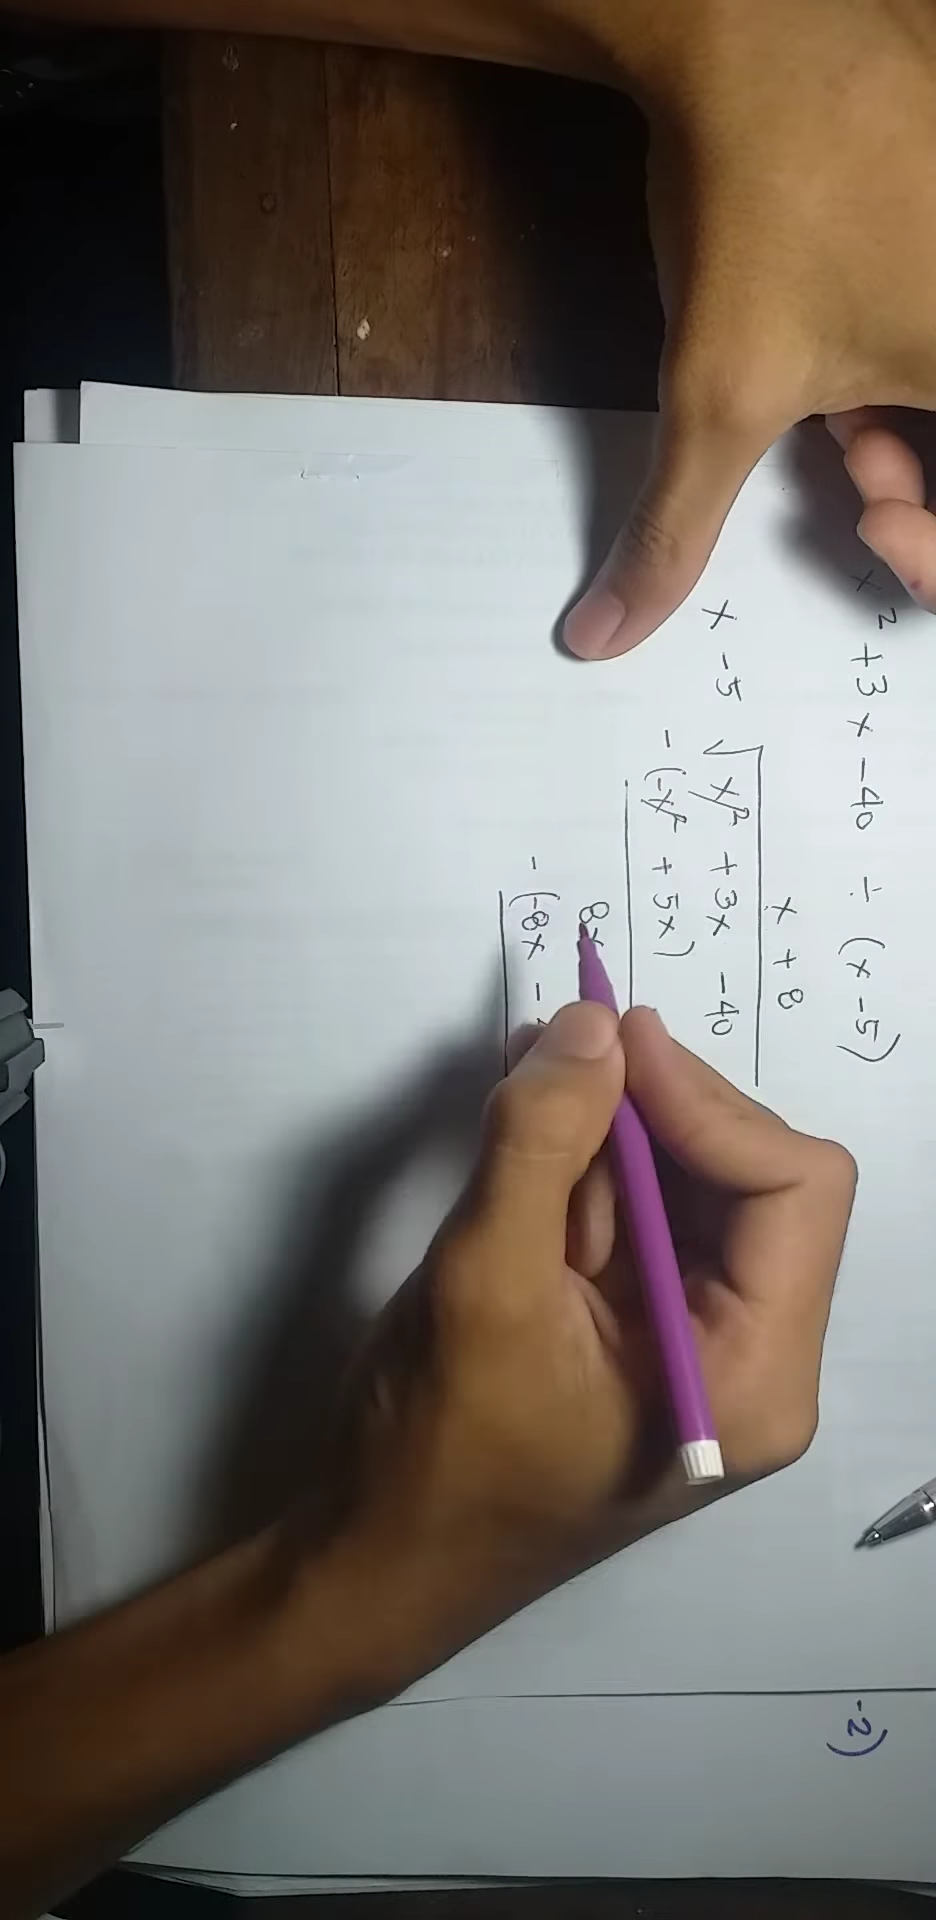 x² + 3x - 40 ÷ (x - 5)
x + 8
x - 5 √x² + 3x - 40
- (-x² + 5x)
8x
- (-8x -
-2)